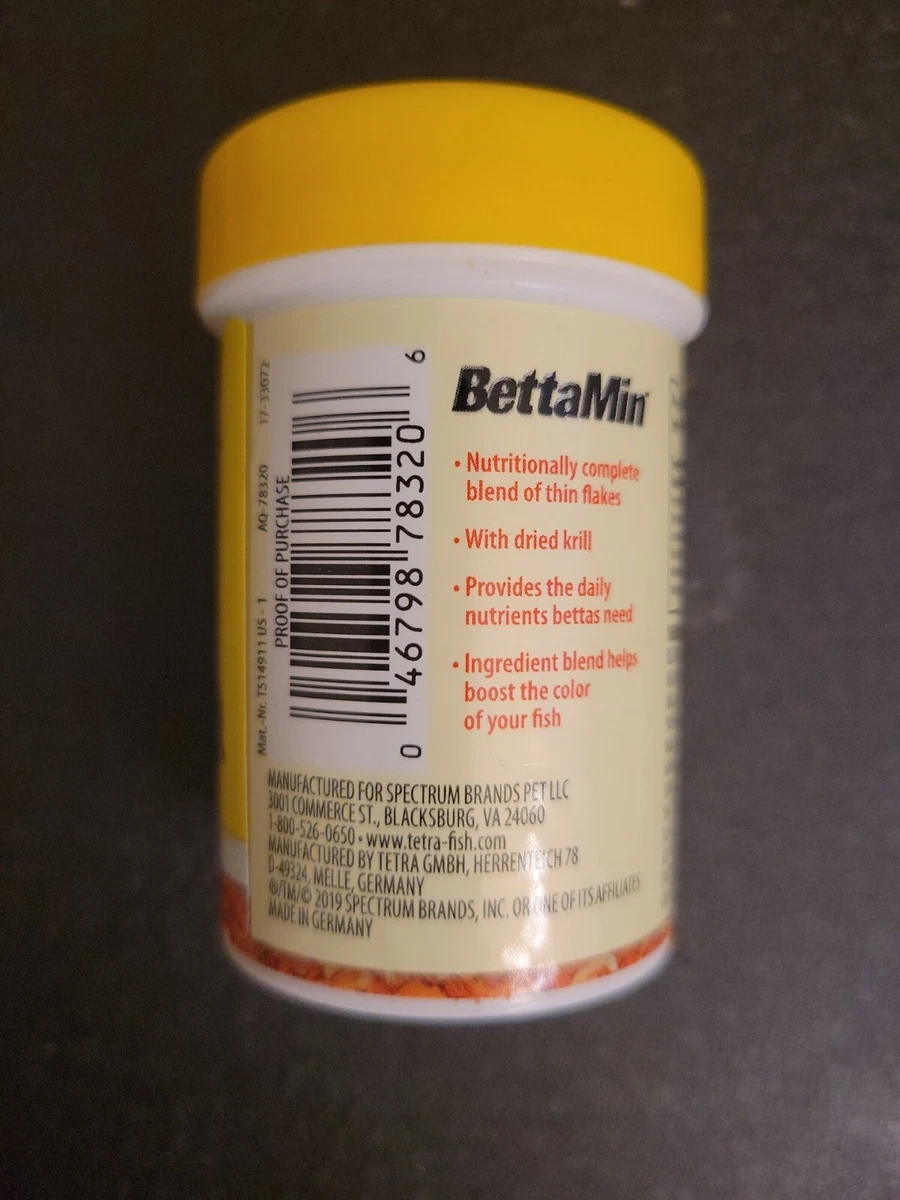 BettaMin™
• Nutritionally complete
blend of thin flakes
• With dried krill
• Provides the daily
nutrients bettas need
• Ingredient blend helps
boost the color
of your fish
Mat.-Nr. T514911 US - 1 AQ-78320 17-33072
PROOF OF PURCHASE
0 46798 78320 6
MANUFACTURED FOR SPECTRUM BRANDS PET LLC
3001 COMMERCE ST., BLACKSBURG, VA 24060
1-800-526-0650 • www.tetra-fish.com
MANUFACTURED BY TETRA GMBH, HERRENTEICH 78
D-49324, MELLE, GERMANY
®/TM/© 2019 SPECTRUM BRANDS, INC. OR ONE OF ITS AFFILIATES
MADE IN GERMANY